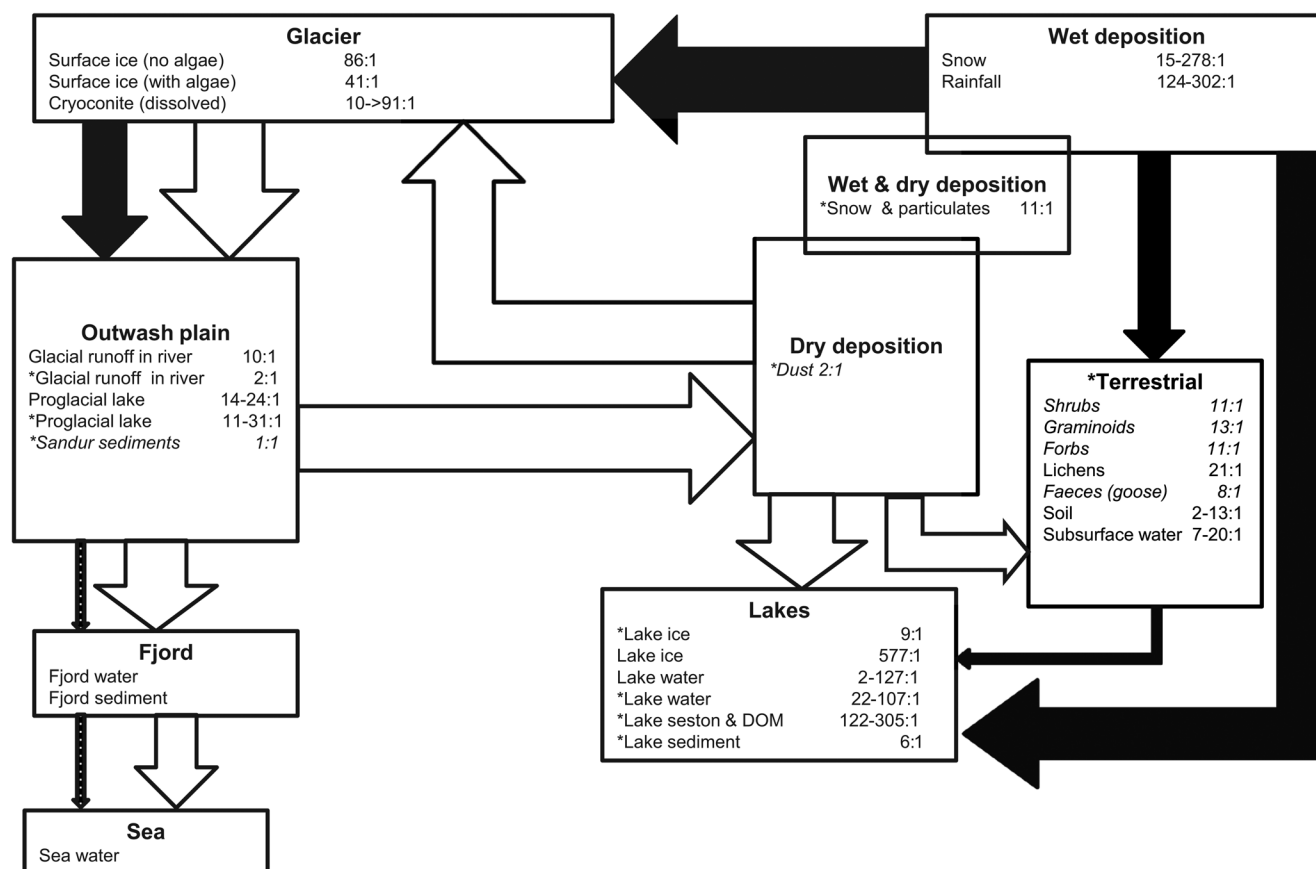 Glacier
Surface ice (no algae) 86:1
Surface ice (with algae) 41:1
Cryoconite (dissolved) 10->91:1
Wet deposition
Snow 15-278:1
Rainfall 124-302:1
Wet & dry deposition
*Snow & particulates 11:1
Outwash plain
Glacial runoff in river 10:1
*Glacial runoff in river 2:1
Proglacial lake 14-24:1
*Proglacial lake 11-31:1
*Sandur sediments 1:1
Dry deposition
*Dust 2:1
*Terrestrial
Shrubs 11:1
Graminoids 13:1
Forbs 11:1
Lichens 21:1
Faeces (goose) 8:1
Soil 2-13:1
Subsurface water 7-20:1
Lakes
*Lake ice 9:1
Lake ice 577:1
Lake water 2-127:1
*Lake water 22-107:1
*Lake seston & DOM 122-305:1
*Lake sediment 6:1
Fjord
Fjord water
Fjord sediment
Sea
Sea water